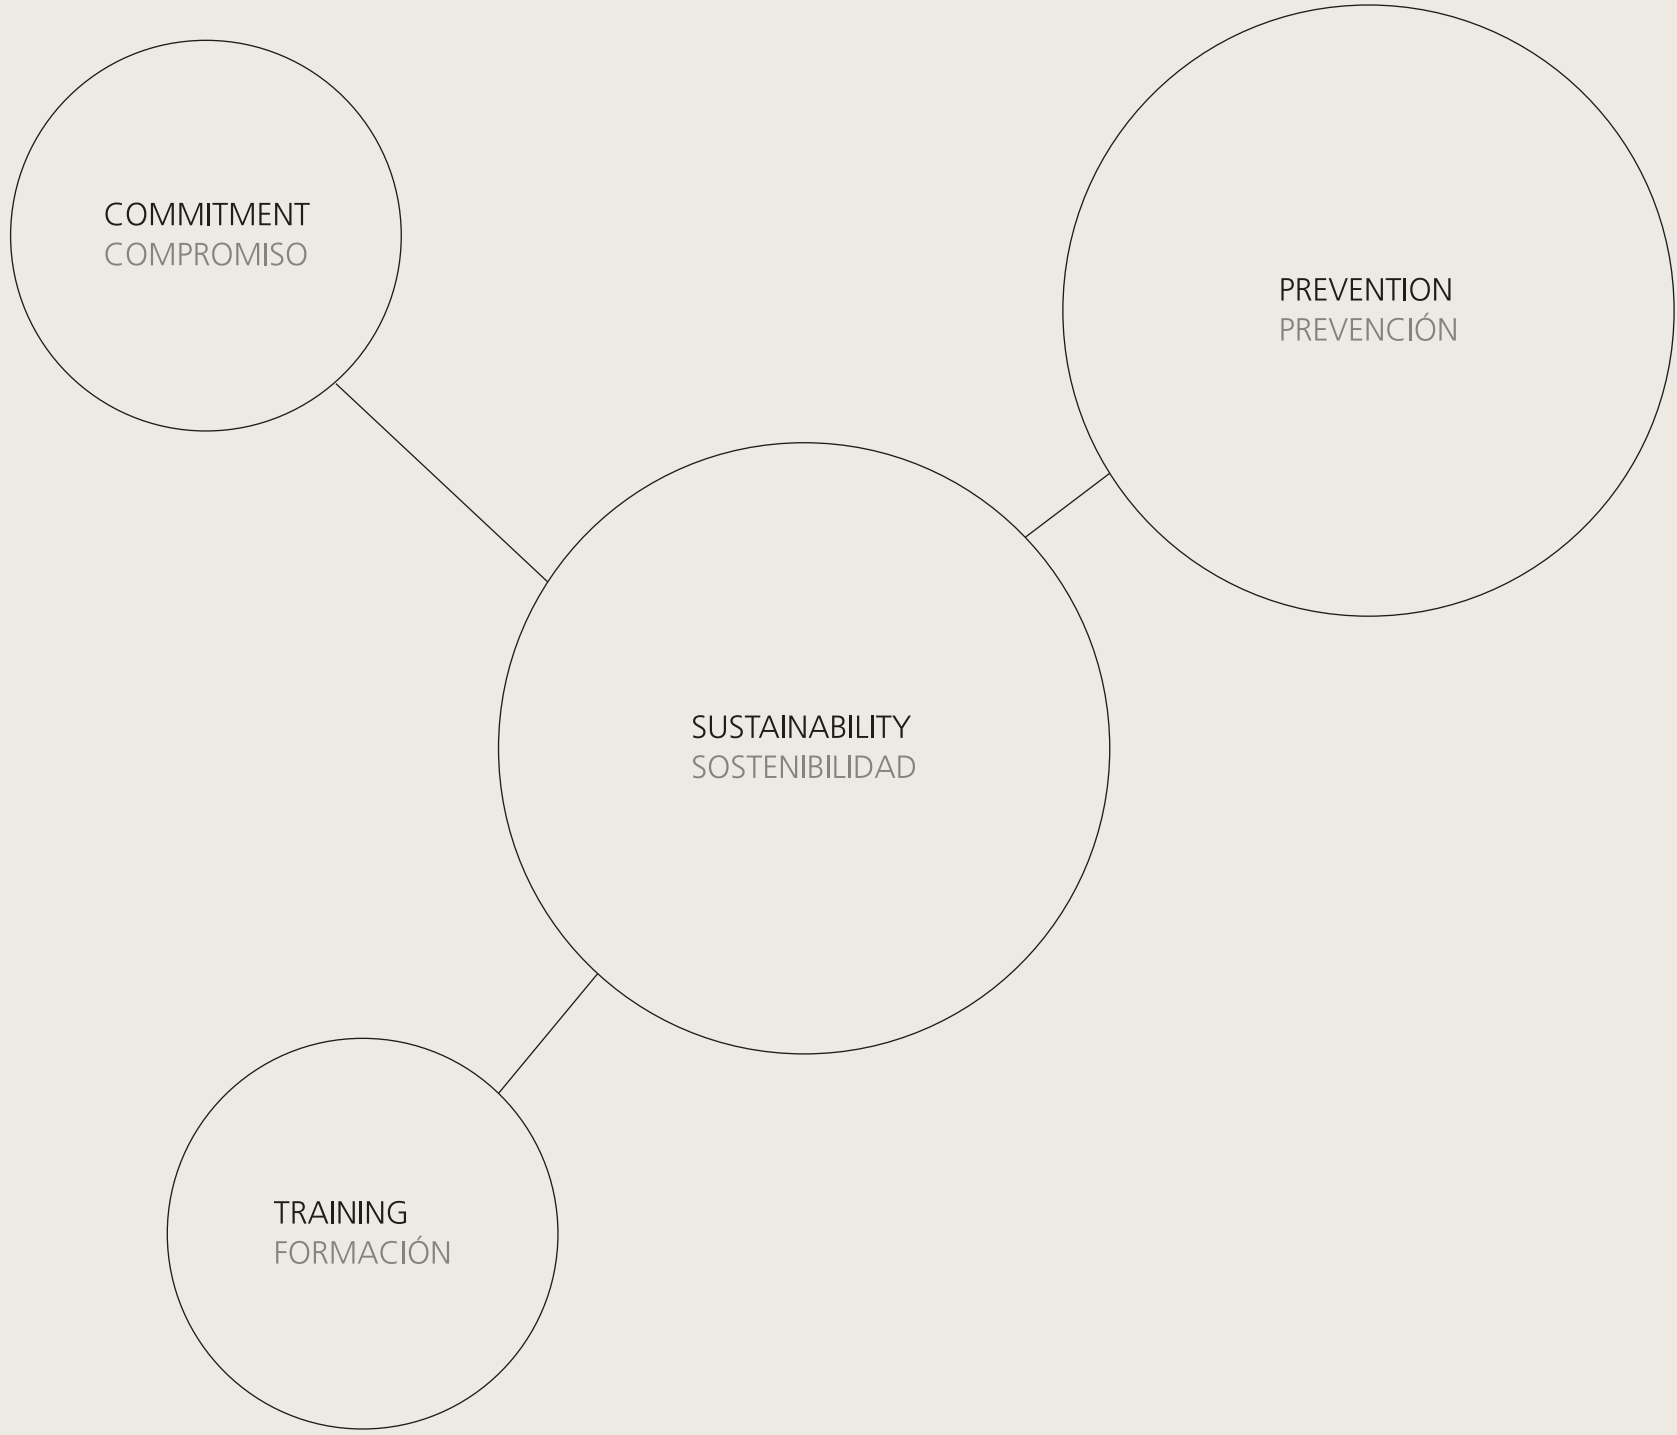 COMMITMENT
COMPROMISO
PREVENTION
PREVENCIÓN
SUSTAINABILITY
SOSTENIBILIDAD
TRAINING
FORMACIÓN